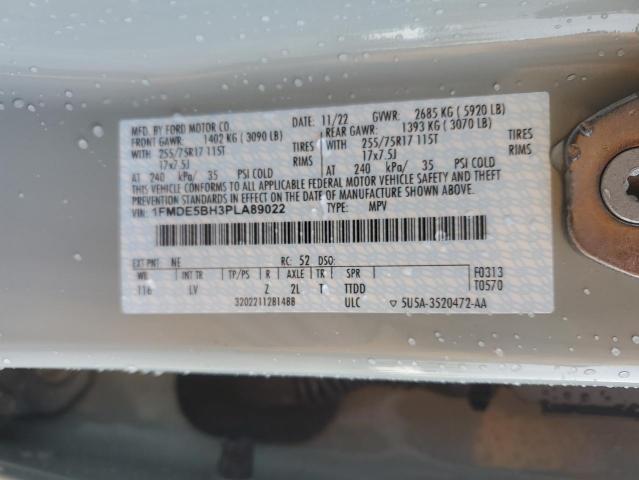 MFD. BY FORD MOTOR CO.
11/22 GVWR: 2685 KG ( 5920 LB)
FRONT GAWR: 1402 KG ( 3090 LB)
REAR GAWR: 1393 KG ( 3070 LB)
WITH 255/75R17 115T TIRES
WITH 255/75R17 115T TIRES
17x7.5J RIMS
17x7.5J RIMS
AT 240 kPa/ 35 PSI COLD
AT 240 kPa/ 35 PSI COLD
THIS VEHICLE CONFORMS TO ALL APPLICABLE FEDERAL MOTOR VEHICLE SAFETY AND THEFT
PREVENTION STANDARDS IN EFFECT ON THE DATE OF MANUFACTURE SHOWN ABOVE.
VIN: 1FMDE5BH3PLA89022
TYPE: MPV
EXT PNT: NE RC: 52 DSO:
WB INT TR TP/PS R AXLE TR SPR F0313
116 LV Z 2L T TTDD T0570
3202211281488 ULC ▽ 5U5A-3520472-AA